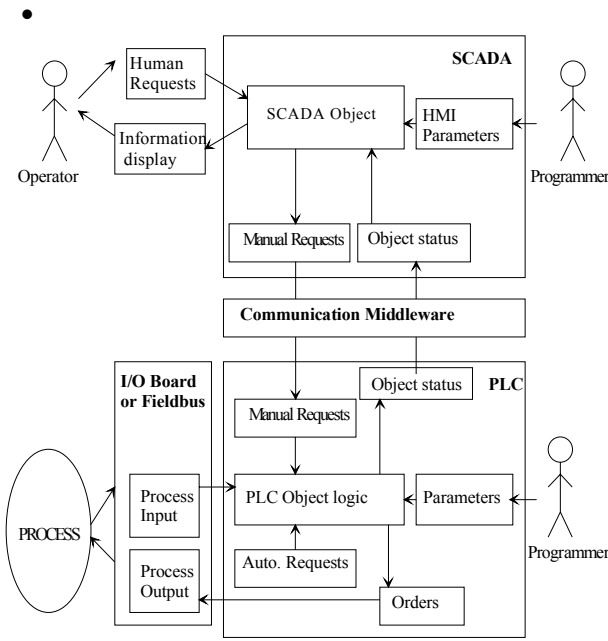 •
SCADA
Human
Requests
SCADA Object
HMI
Parameters
Information
display
Operator
Programmer
Manual Requests
Object status
Communication Middleware
I/O Board
or Fieldbus
Object status
PLC
Manual Requests
Process
Input
PLC Object logic
Parameters
PROCESS
Programmer
Auto. Requests
Process
Output
Orders